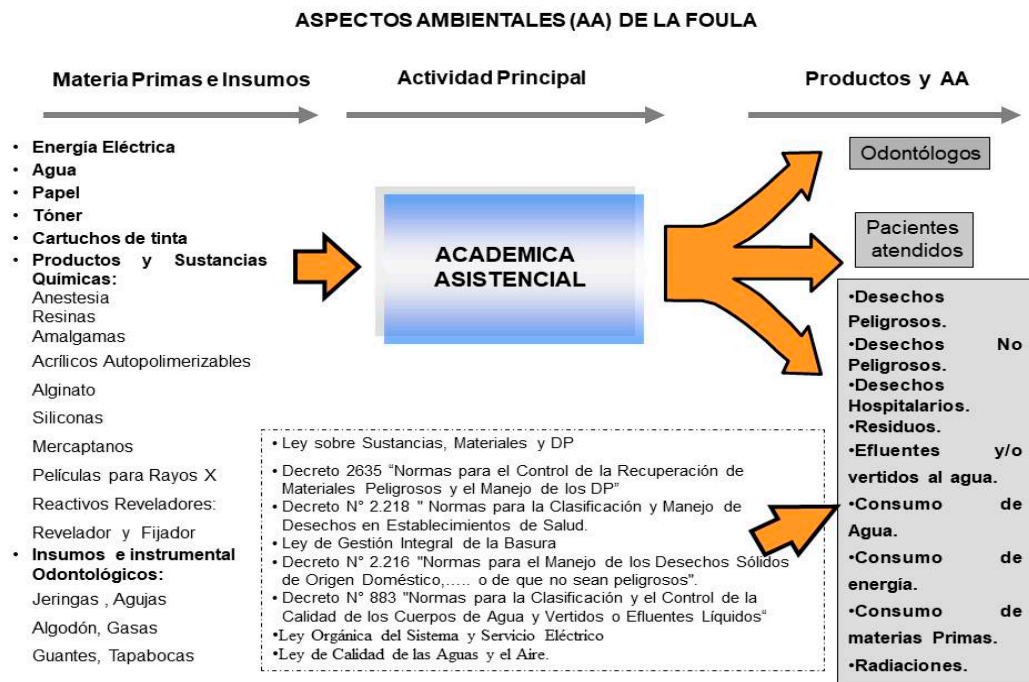 ASPECTOS AMBIENTALES (AA) DE LA FOULA
Materia Primas e Insumos
Actividad Principal
Productos y AA
• Energía Eléctrica
• Agua
• Papel
• Tóner
• Cartuchos de tinta
• Productos y Sustancias
Químicas:
Anestesia
Resinas
Amalgamas
Acrílicos Autopolimerizables
Alginato
Siliconas
Mercaptanos
Películas para Rayos X
Reactivos Reveladores:
Revelador y Fijador
• Insumos e instrumental
Odontológicos:
Jeringas , Agujas
Algodón, Gasas
Guantes, Tapabocas
ACADEMICA
ASISTENCIAL
• Ley sobre Sustancias, Materiales y DP
• Decreto 2635 “Normas para el Control de la Recuperación de
Materiales Peligrosos y el Manejo de los DP”
• Decreto N° 2.218 " Normas para la Clasificación y Manejo de
Desechos en Establecimientos de Salud.
• Ley de Gestión Integral de la Basura
• Decreto N° 2.216 "Normas para el Manejo de los Desechos Sólidos
de Origen Doméstico,..... o de que no sean peligrosos".
• Decreto N° 883 "Normas para la Clasificación y el Control de la
Calidad de los Cuerpos de Agua y Vertidos o Efluentes Líquidos“
•Ley Orgánica del Sistema y Servicio Eléctrico
•Ley de Calidad de las Aguas y el Aire.
Odontólogos
Pacientes
atendidos
•Desechos
Peligrosos.
•Desechos No
Peligrosos.
•Desechos
Hospitalarios.
•Residuos.
•Efluentes y/o
vertidos al agua.
•Consumo de
Agua.
•Consumo de
energía.
•Consumo de
materias Primas.
•Radiaciones.